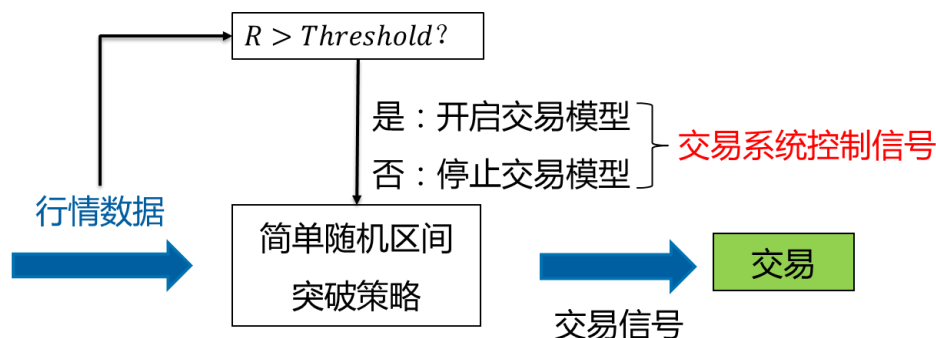 R > Threshold?
是：开启交易模型
否：停止交易模型
交易系统控制信号
行情数据
简单随机区间
突破策略
交易
交易信号